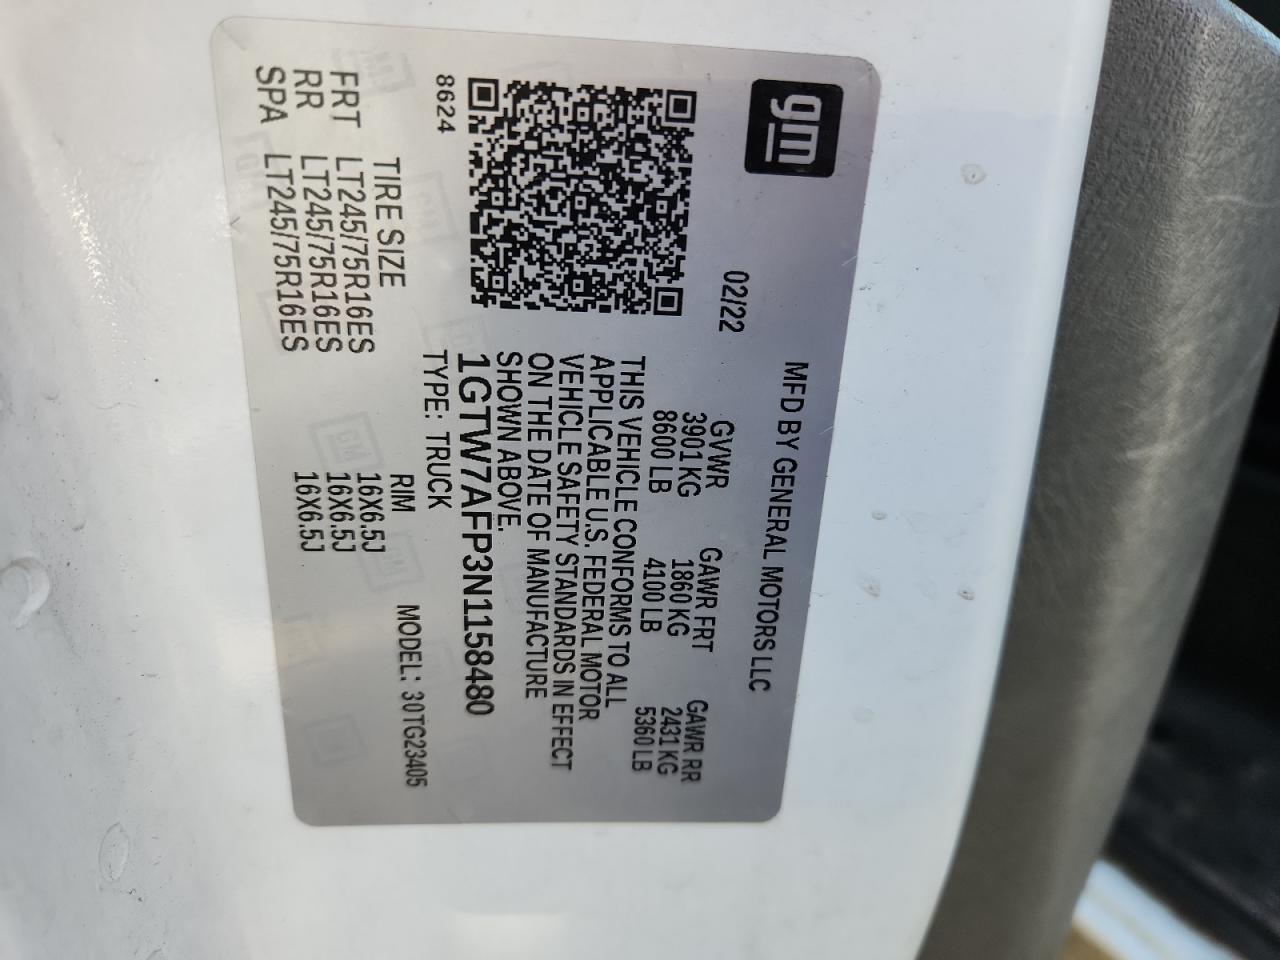 gm
MFD BY GENERAL MOTORS LLC
02/22
GVWR GAWR FRT GAWR RR
3901 KG 1860 KG 2431 KG
8600 LB 4100 LB 5360 LB
THIS VEHICLE CONFORMS TO ALL
APPLICABLE U.S. FEDERAL MOTOR
VEHICLE SAFETY STANDARDS IN EFFECT
ON THE DATE OF MANUFACTURE
SHOWN ABOVE.
1GTW7AFP3N1158480
8624
TYPE: TRUCK
MODEL: 30TG23405
TIRE SIZE RIM
FRT LT245/75R16ES 16X6.5J
RR LT245/75R16ES 16X6.5J
SPA LT245/75R16ES 16X6.5J